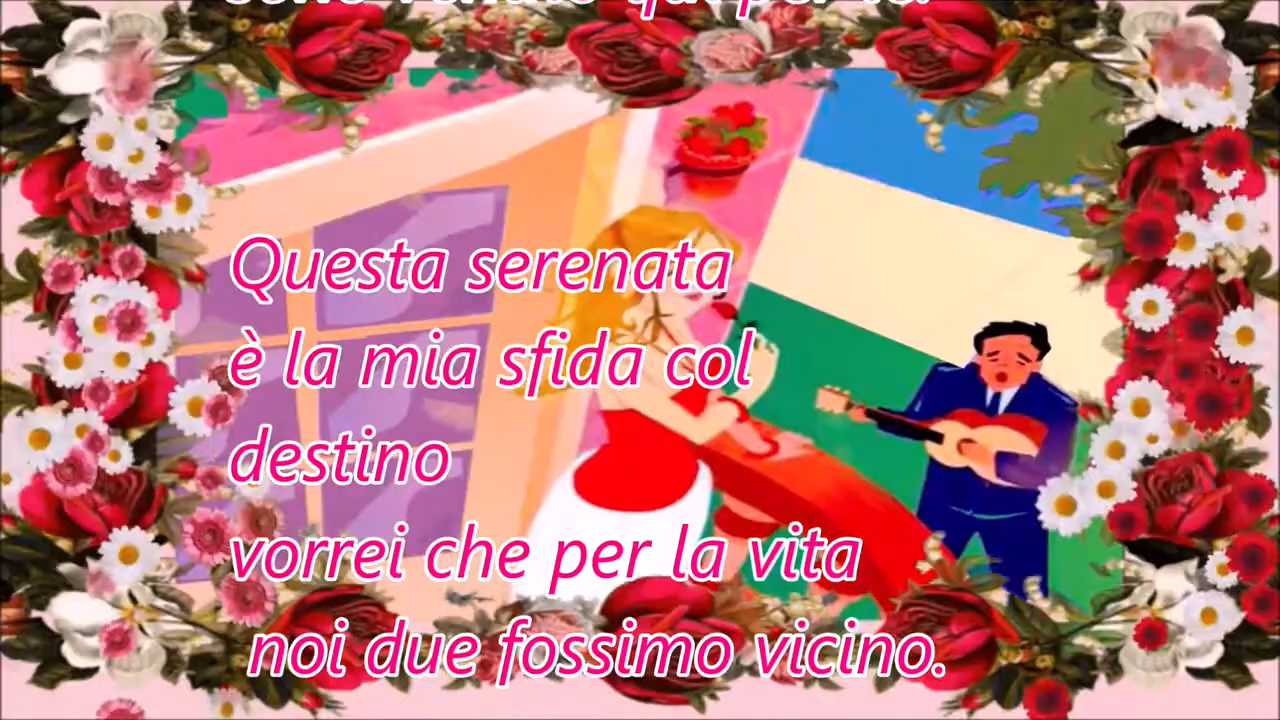 Questa serenata
è la mia sfida col
destino
vorrei che per la vita
noi due fossimo vicino.